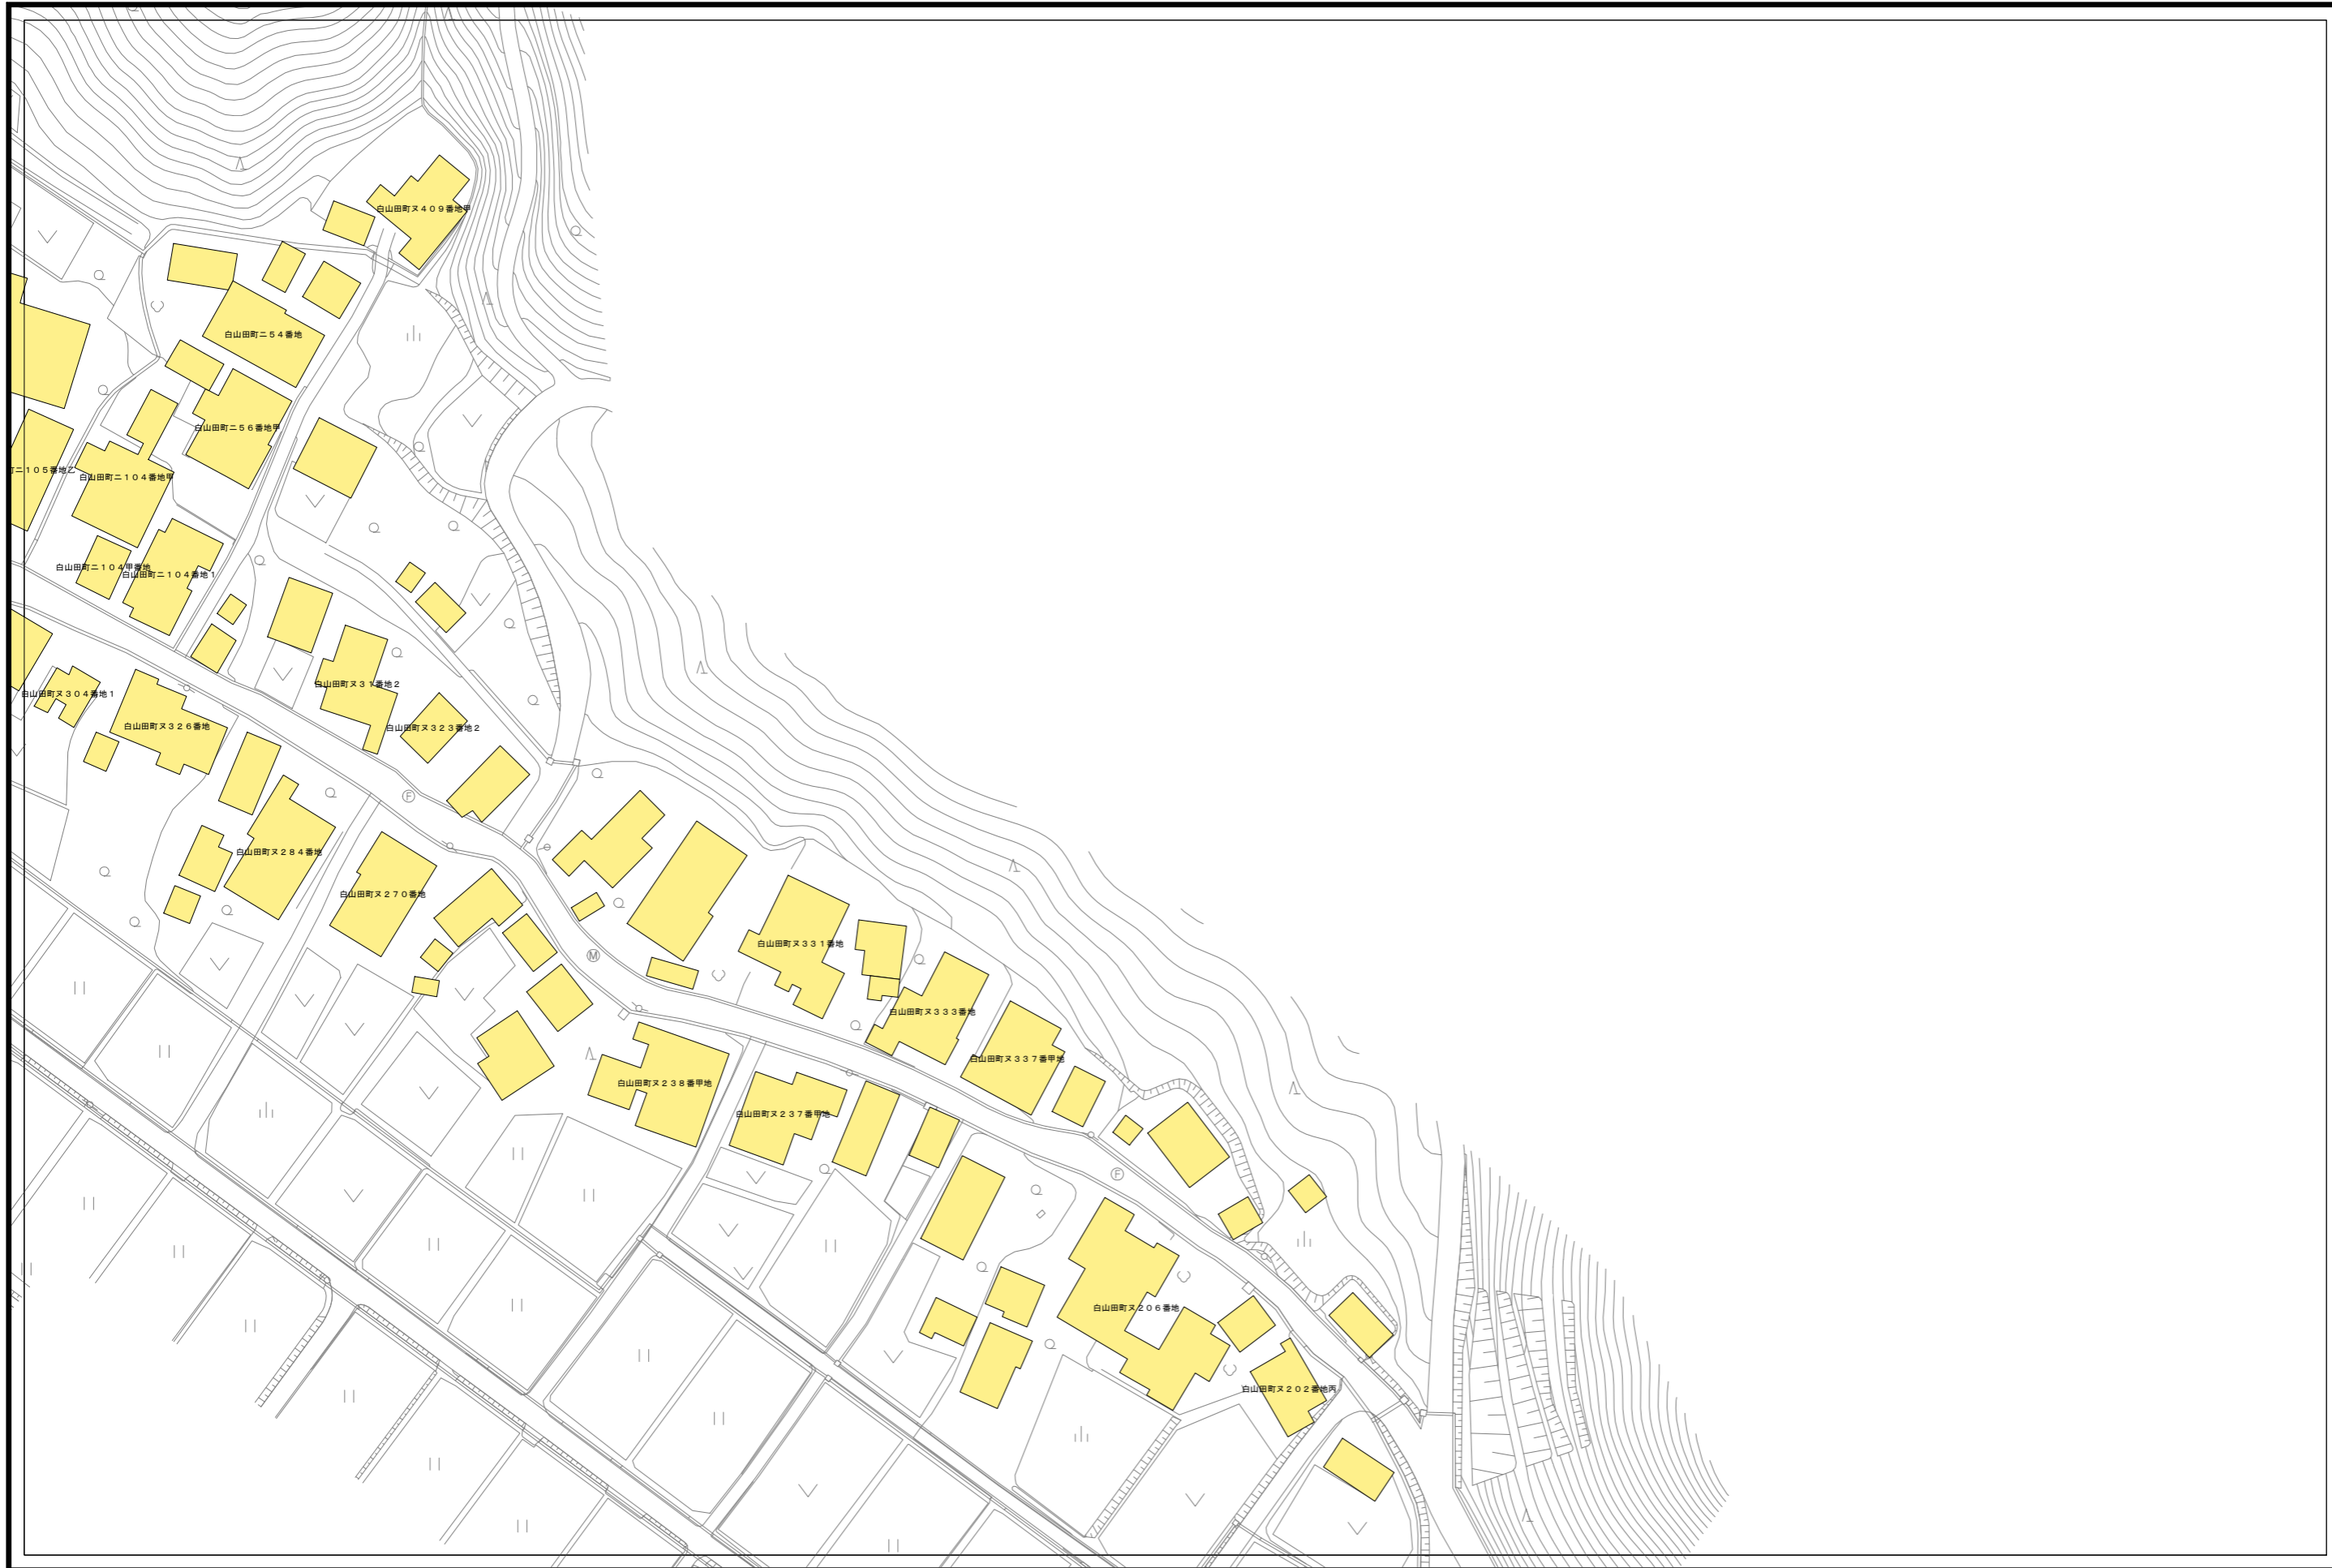 白山田町ヌ４０９番地甲
白山田町ニ５４番地
白山田町ニ５６番地甲
町ニ１０５番地乙
白山田町ニ１０４番地甲
白山田町ニ１０４甲番地
白山田町ニ１０４番地１
白山田町ヌ３１番地２
白山田町ヌ３０４番地１
白山田町ヌ３２６番地
白山田町ヌ３２３番地２
Ⓕ
白山田町ヌ２８４番地
白山田町ヌ２７０番地
白山田町ヌ３３１番地
Ⓜ
白山田町ヌ３３３番地
白山田町ヌ３３７番甲地
白山田町ヌ２３８番甲地
白山田町ヌ２３７番甲地
Ⓕ
白山田町ヌ２０６番地
白山田町ヌ２０２番地丙